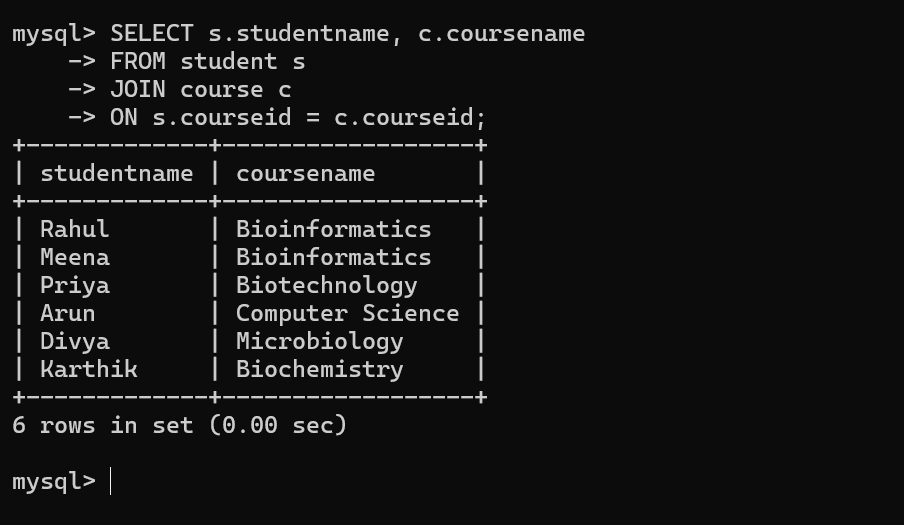 mysql> SELECT s.studentname, c.coursename
    -> FROM student s
    -> JOIN course c
    -> ON s.courseid = c.courseid;
+-------------+------------------+
| studentname | coursename       |
+-------------+------------------+
| Rahul       | Bioinformatics   |
| Meena       | Bioinformatics   |
| Priya       | Biotechnology    |
| Arun        | Computer Science |
| Divya       | Microbiology     |
| Karthik     | Biochemistry     |
+-------------+------------------+
6 rows in set (0.00 sec)
mysql>